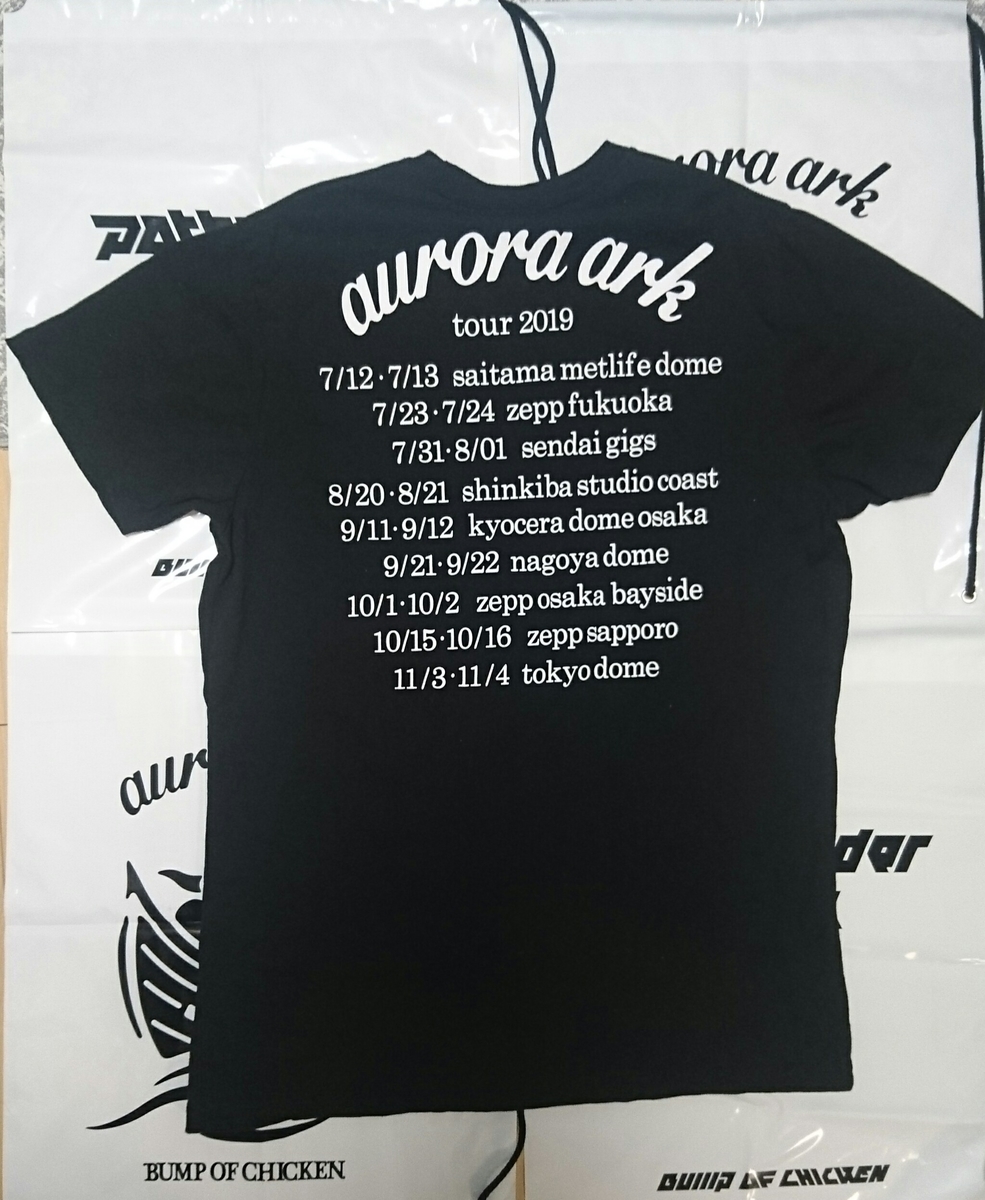 aurora ark
tour 2019
7/12・7/13 saitama metlife dome
7/23・7/24 zepp fukuoka
7/31・8/01 sendai gigs
8/20・8/21 shinkiba studio coast
9/11・9/12 kyocera dome osaka
9/21・9/22 nagoya dome
10/1・10/2 zepp osaka bayside
10/15・10/16 zepp sapporo
11/3・11/4 tokyo dome
ark
BUMP OF CHICKEN
BUMP OF CHICKEN